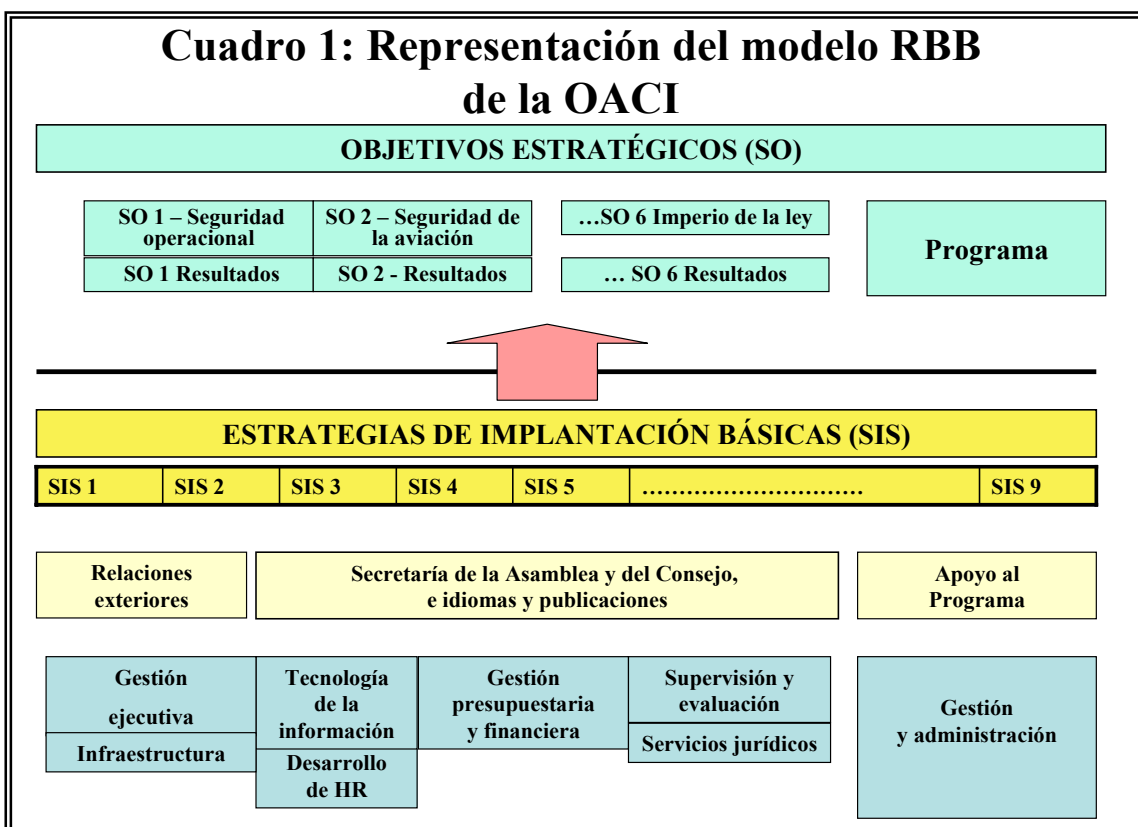 Cuadro 1: Representación del modelo RBB
de la OACI
OBJETIVOS ESTRATÉGICOS (SO)
SO 1 – Seguridad
operacional
SO 2 – Seguridad de
la aviación
…SO 6 Imperio de la ley
Programa
SO 1 Resultados
SO 2 - Resultados
… SO 6 Resultados
ESTRATEGIAS DE IMPLANTACIÓN BÁSICAS (SIS)
SIS 1
SIS 2
SIS 3
SIS 4
SIS 5
…………………………
SIS 9
Relaciones
exteriores
Secretaría de la Asamblea y del Consejo,
e idiomas y publicaciones
Apoyo al
Programa
Gestión
ejecutiva
Infraestructura
Tecnología
de la
información
Desarrollo
de HR
Gestión
presupuestaria
y financiera
Supervisión y
evaluación
Servicios jurídicos
Gestión
y administración